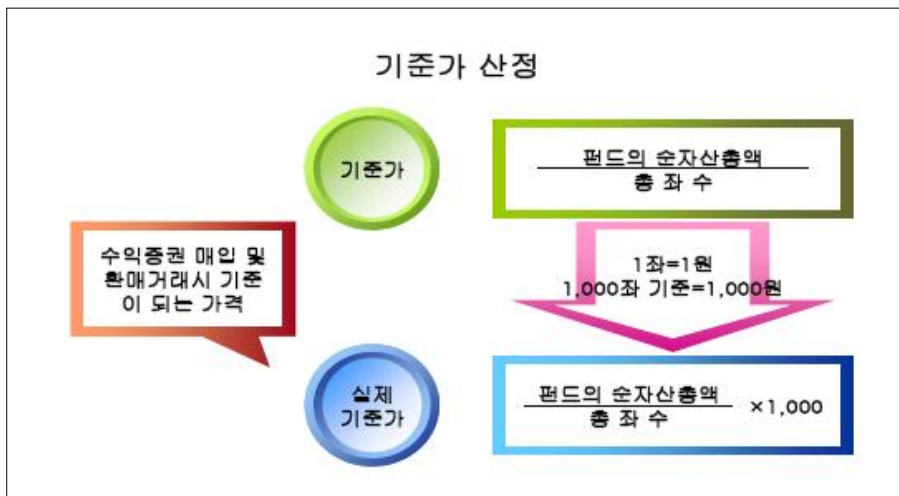 기준가 산정
기준가
펀드의 순자산총액
총 좌 수
수익증권 매입 및
환매거래시 기준
이 되는 가격
1좌=1원
1,000좌 기준=1,000원
실제
기준가
펀드의 순자산총액
총 좌 수
×1,000